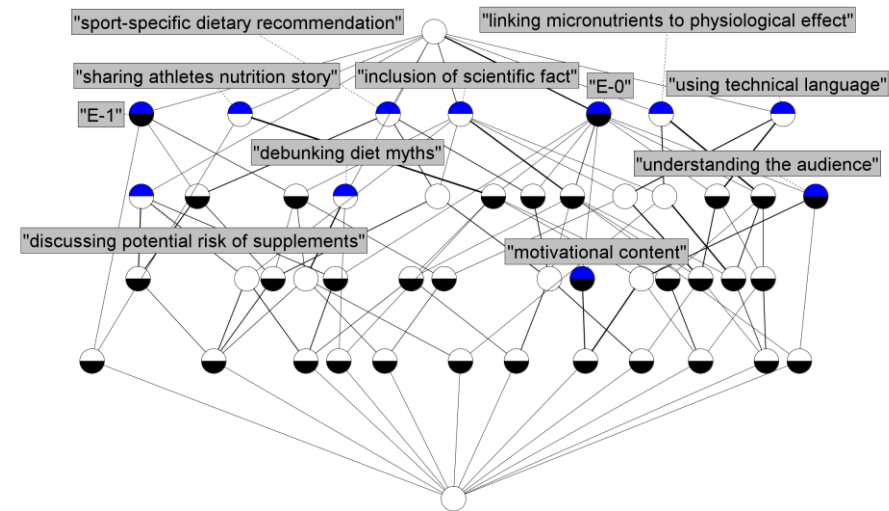 "sport-specific dietary recommendation"
"linking micronutrients to physiological effect"
"sharing athletes nutrition story"
"inclusion of scientific fact"
"E-0"
"using technical language"
"E-1"
"debunking diet myths"
"understanding the audience"
"discussing potential risk of supplements"
"motivational content"